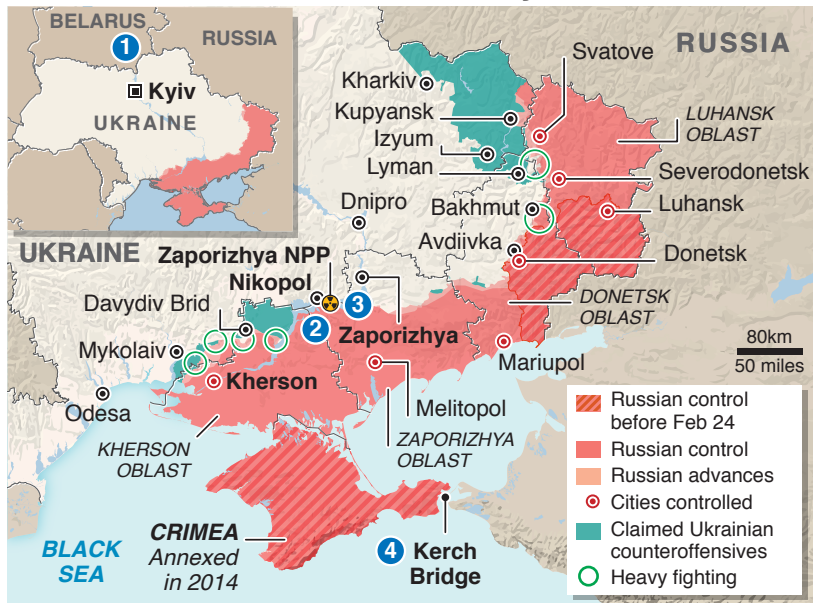 BELARUS
1
RUSSIA
Kyiv
UKRAINE
RUSSIA
Svatove
Kharkiv
Kupyansk
Izyum
Lyman
LUHANSK
OBLAST
Severodonetsk
Dnipro
Bakhmut
Luhansk
Avdiivka
Donetsk
UKRAINE
Zaporizhya NPP
Nikopol
Davydiv Brid
2
3
Zaporizhya
DONETSK
OBLAST
Mykolaiv
Kherson
Mariupol
80km
50 miles
Odesa
Melitopol
KHERSON
OBLAST
ZAPORIZHYA
OBLAST
BLACK
SEA
CRIMEA
Annexed
in 2014
4
Kerch
Bridge
Russian control
before Feb 24
Russian control
Russian advances
Cities controlled
Claimed Ukrainian
counteroffensives
Heavy fighting